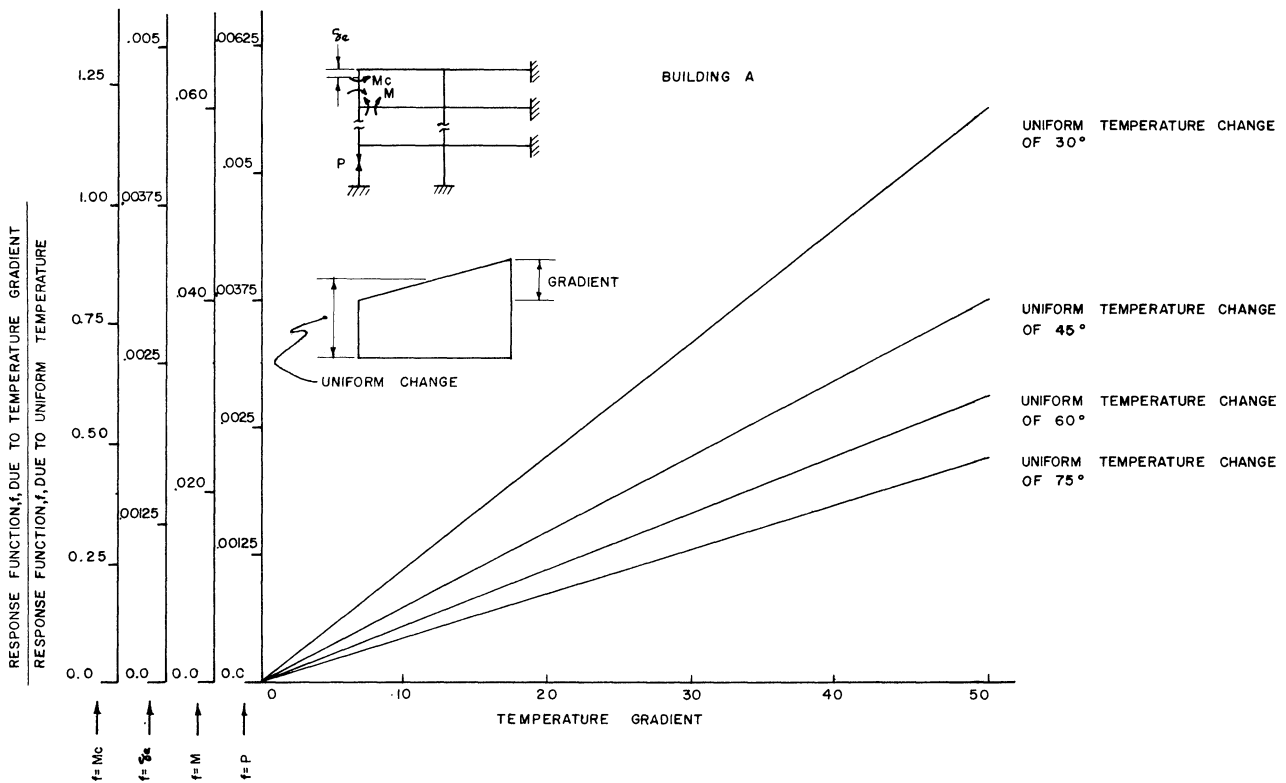 BUILDING A
Mc
M
P
GRADIENT
UNIFORM CHANGE
UNIFORM TEMPERATURE CHANGE
OF 30°
UNIFORM TEMPERATURE CHANGE
OF 45°
UNIFORM TEMPERATURE CHANGE
OF 60°
UNIFORM TEMPERATURE CHANGE
OF 75°
RESPONSE FUNCTION,f,DUE TO TEMPERATURE GRADIENT
RESPONSE FUNCTION,f,DUE TO UNIFORM TEMPERATURE
1.25
1.00
0.75
0.50
0.25
0.0
.005
.00375
.0025
.00125
0.0
.060
.040
.020
0.0
.00625
.005
.00375
.0025
.00125
0.0
0 10 20 30 40 50
TEMPERATURE GRADIENT
f=Mc
f=
f=M
f=P